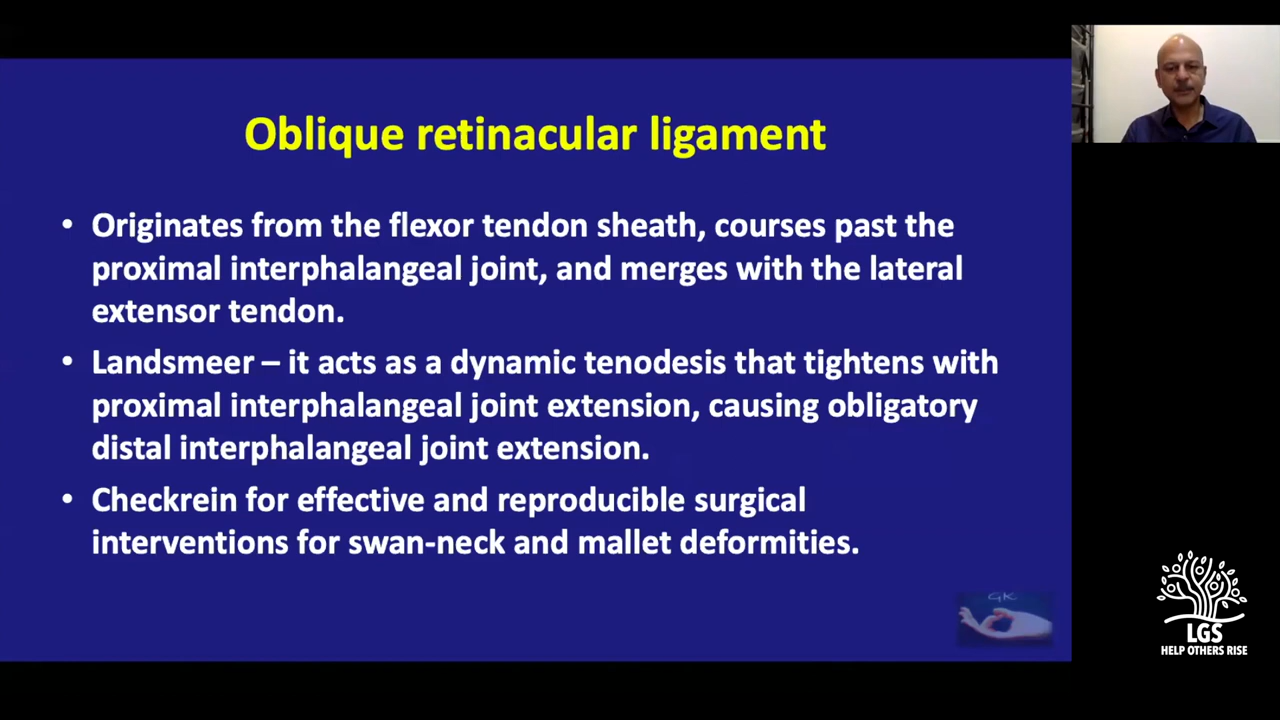 Oblique retinacular ligament
• Originates from the flexor tendon sheath, courses past the
proximal interphalangeal joint, and merges with the lateral
extensor tendon.
• Landsmeer – it acts as a dynamic tenodesis that tightens with
proximal interphalangeal joint extension, causing obligatory
distal interphalangeal joint extension.
• Checkrein for effective and reproducible surgical
interventions for swan-neck and mallet deformities.
GK
LGS
HELP OTHERS RISE